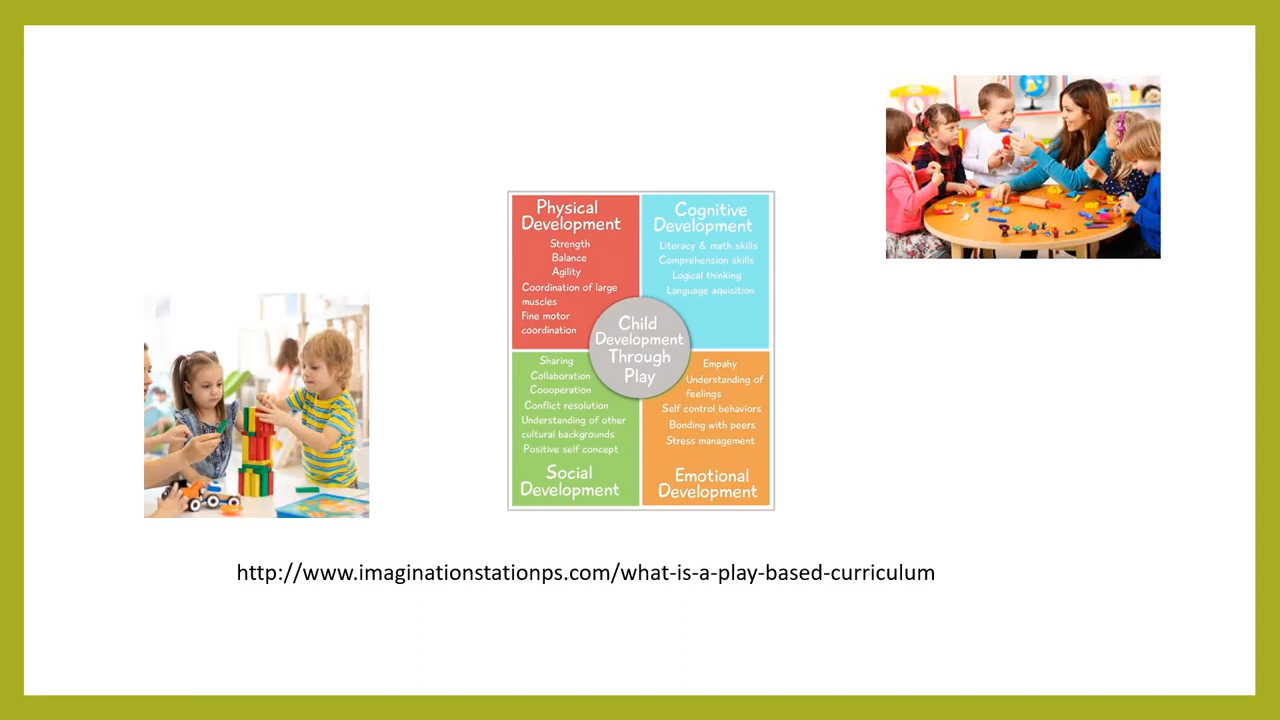 Physical
Development
Strength
Balance
Agility
Coordination of large
muscles
Fine motor
coordination
Cognitive
Development
Literacy & math skills
Comprehension skills
Logical thinking
Language aquisition
Child
Development
Through
Play
Sharing
Collaboration
Coooperation
Conflict resolution
Understanding of other
cultural backgrounds
Positive self concept
Social
Development
Empahy
Understanding of
feelings
Self control behaviors
Bonding with peers
Stress management
Emotional
Development
http://www.imaginationstationps.com/what-is-a-play-based-curriculum